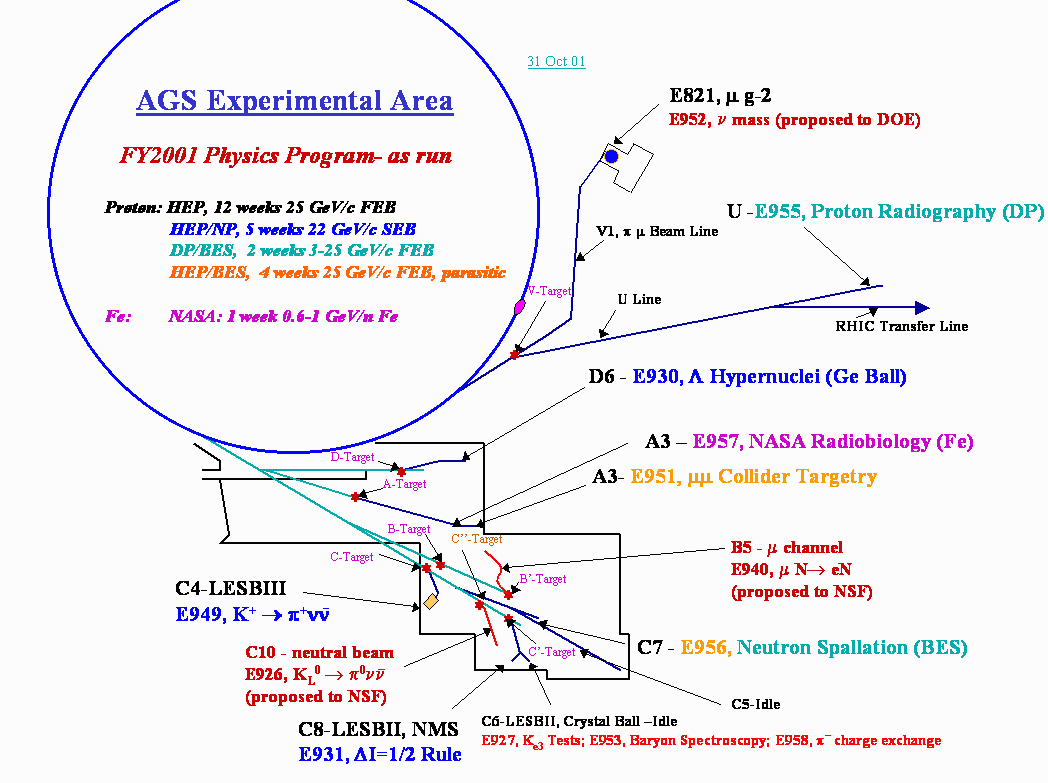 31 Oct 01
AGS Experimental Area
FY2001 Physics Program- as run
Proton: HEP, 12 weeks 25 GeV/c FEB
HEP/NP, 5 weeks 22 GeV/c SEB
DP/BES, 2 weeks 3-25 GeV/c FEB
HEP/BES, 4 weeks 25 GeV/c FEB, parasitic
Fe: NASA: 1 week 0.6-1 GeV/n Fe
E821, μ g-2
E952, ν mass (proposed to DOE)
U -E955, Proton Radiography (DP)
V1, π μ Beam Line
V-Target
U Line
RHIC Transfer Line
D6 - E930, Λ Hypernuclei (Ge Ball)
A3 – E957, NASA Radiobiology (Fe)
D-Target
A3- E951, μμ Collider Targetry
A-Target
B-Target
C’’-Target
C-Target
B’-Target
B5 - μ channel
E940, μ N→ eN
(proposed to NSF)
C4-LESBIII
E949, K⁺ → π⁺νν̄
C10 - neutral beam
E926, K_L⁰ → π⁰νν̄
(proposed to NSF)
C’-Target
C7 - E956, Neutron Spallation (BES)
C5-Idle
C8-LESBII, NMS
E931, ΔI=1/2 Rule
C6-LESBII, Crystal Ball –Idle
E927, Kₑ₃ Tests; E953, Baryon Spectroscopy; E958, π⁻ charge exchange